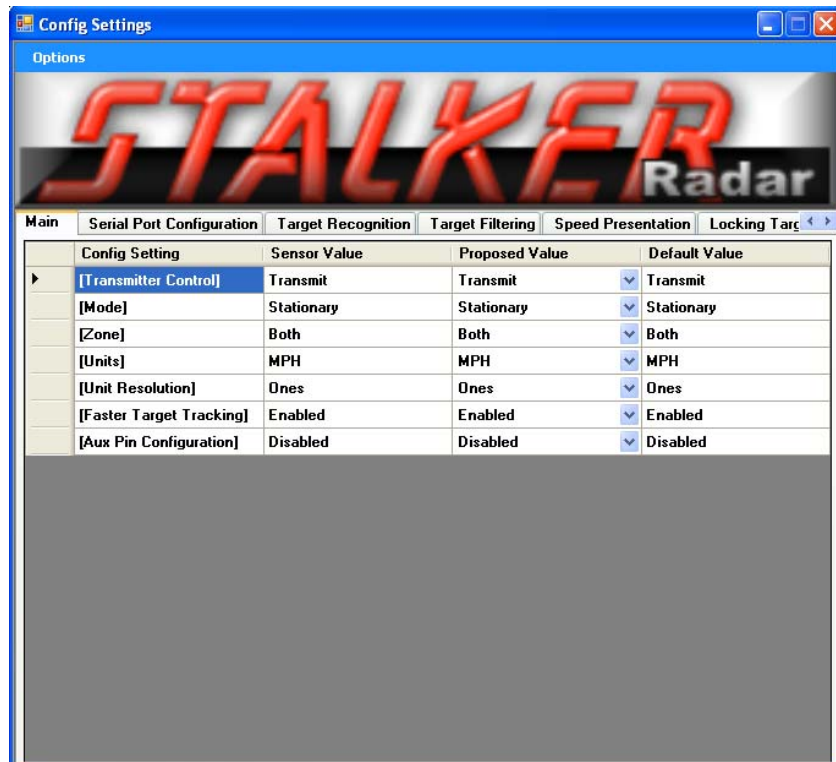 Config Settings
Options
STALKER
Radar
Main Serial Port Configuration Target Recognition Target Filtering Speed Presentation Locking Targ
Config Setting Sensor Value Proposed Value Default Value
[Transmitter Control] Transmit Transmit Transmit
[Mode] Stationary Stationary Stationary
[Zone] Both Both Both
[Units] MPH MPH MPH
[Unit Resolution] Ones Ones Ones
[Faster Target Tracking] Enabled Enabled Enabled
[Aux Pin Configuration] Disabled Disabled Disabled